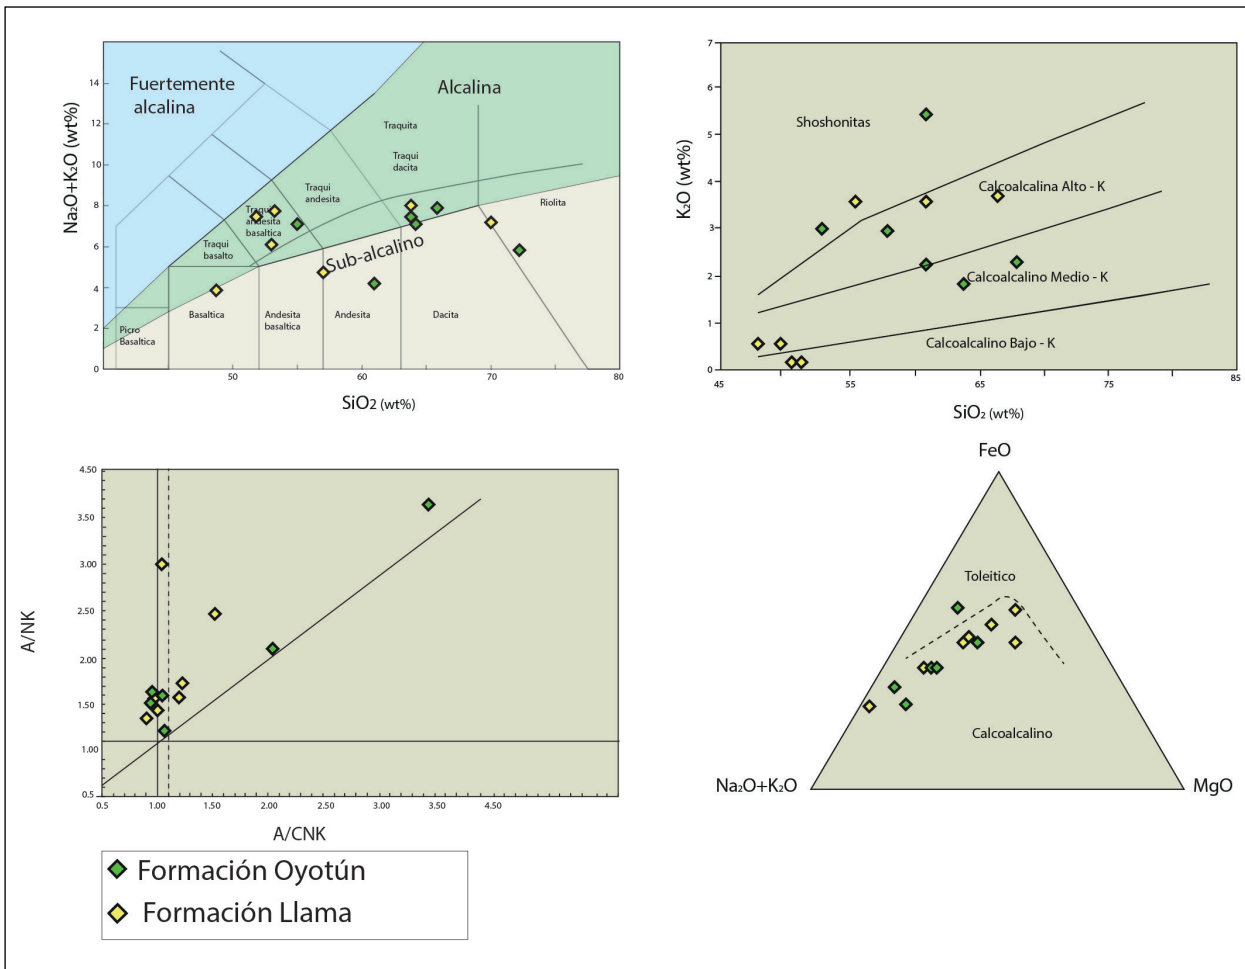 Na₂O+K₂O (wt%)
14
12
10
8
6
4
2
0
Fuertemente
alcalina
Alcalina
Traquita
Traqui
dacita
Traqui
andesita
Traqui
andesita
basaltica
Traqui
basalto
Riolita
Sub-alcalino
Picro
Basaltica
Basaltica
Andesita
basaltica
Andesita
Dacita
50
60
70
80
SiO₂ (wt%)
K₂O (wt%)
7
6
5
4
3
2
1
0
Shoshonitas
Calcoalcalina Alto - K
Calcoalcalino Medio - K
Calcoalcalino Bajo - K
45
55
65
75
85
SiO₂ (wt%)
A/NK
4.50
3.50
3.00
2.50
2.00
1.50
1.00
0.5
0.5
1.00
1.50
2.00
3.00
3.50
4.50
A/CNK
FeO
Toleitico
Calcoalcalino
Na₂O+K₂O
MgO
Formación Oyotún
Formación Llama